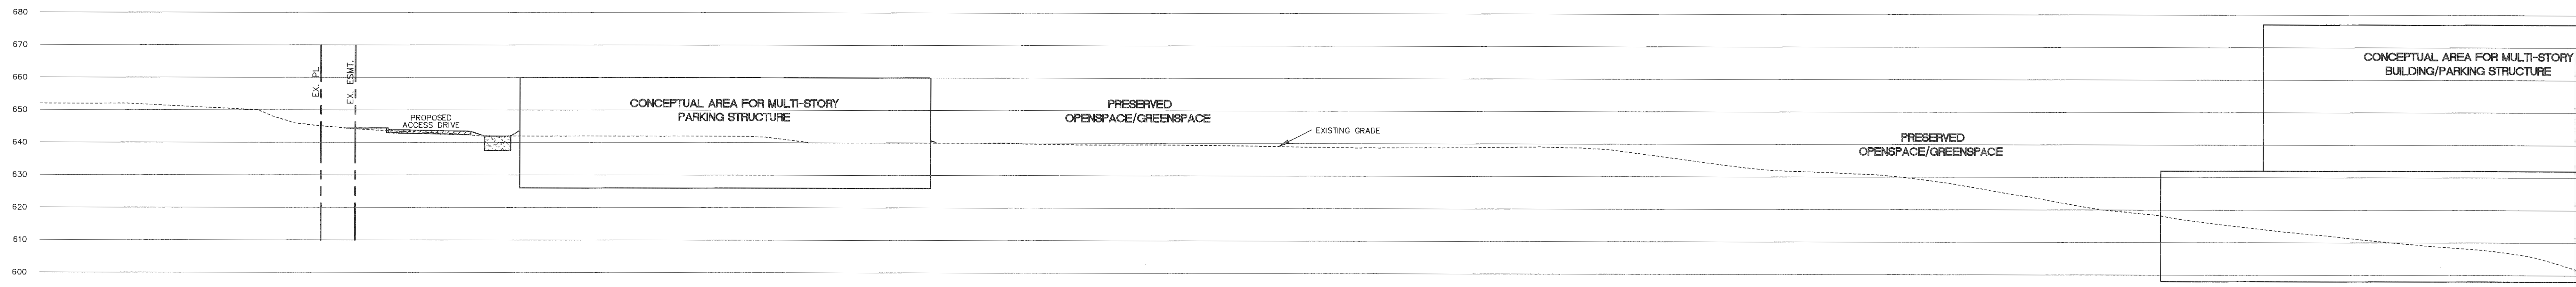 680
670
660
650
640
630
620
610
600
EX. PL
EX. ESMT.
PROPOSED
ACCESS DRIVE
CONCEPTUAL AREA FOR MULTI-STORY
PARKING STRUCTURE
PRESERVED
OPENSPACE/GREENSPACE
EXISTING GRADE
PRESERVED
OPENSPACE/GREENSPACE
CONCEPTUAL AREA FOR MULTI-STORY
BUILDING/PARKING STRUCTURE